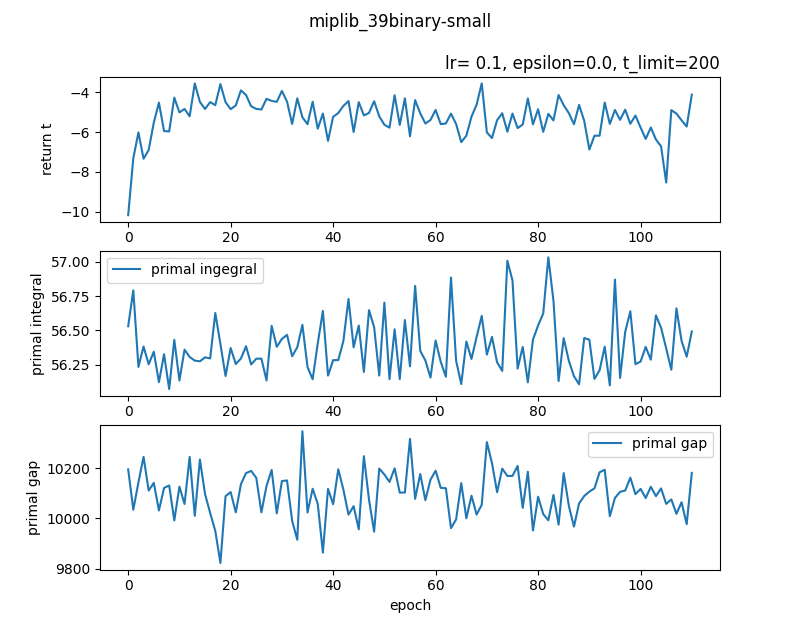 miplib_39binary-small
lr= 0.1, epsilon=0.0, t_limit=200
return t
−4
−6
−8
−10
0 20 40 60 80 100
primal integral
57.00
56.75
56.50
56.25
primal ingegral
0 20 40 60 80 100
primal gap
10200
10000
9800
primal gap
0 20 40 60 80 100
epoch